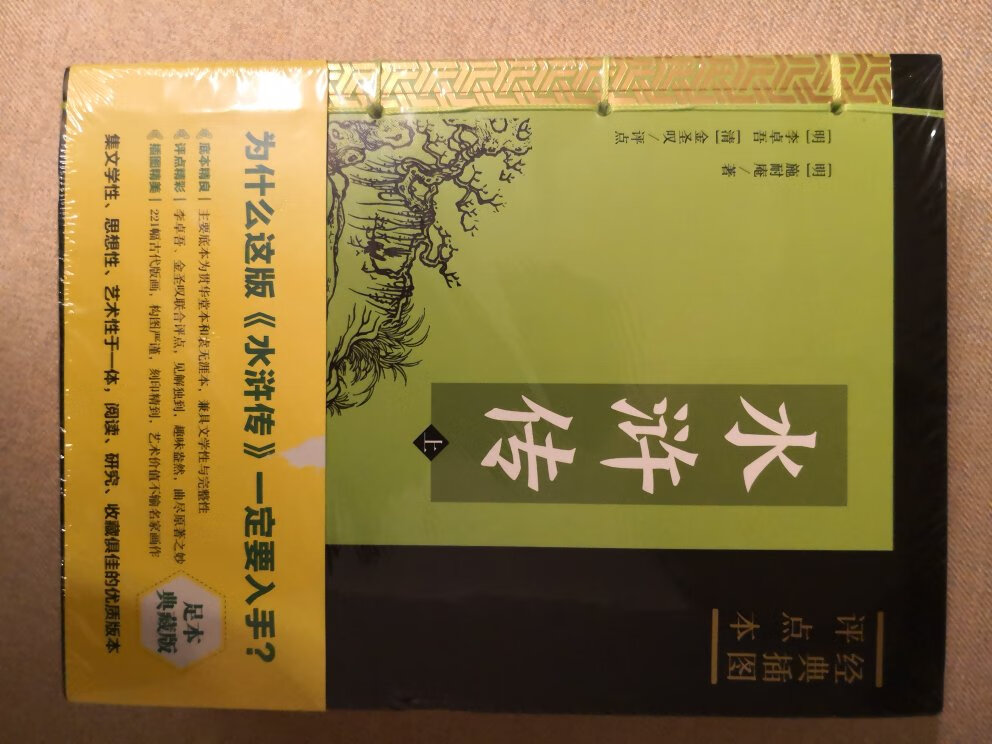 经典插图
评点本
水浒传
上
[明] 施耐庵 / 著
[明] 李卓吾 [清] 金圣叹 / 评点
为什么这版《水浒传》一定要入手？
底本精良 | 主要底本为贯华堂本和袁无涯本，兼具文学性与完整性
评点精彩 | 李卓吾、金圣叹联合评点，见解独到，趣味盎然，曲尽原著之妙
插图精美 | 221幅古代版画，构图严谨，刻印精到，艺术价值不输名家画作
集文学性、思想性、艺术性于一体，阅读、研究、收藏俱佳的优质版本
足本
典藏版